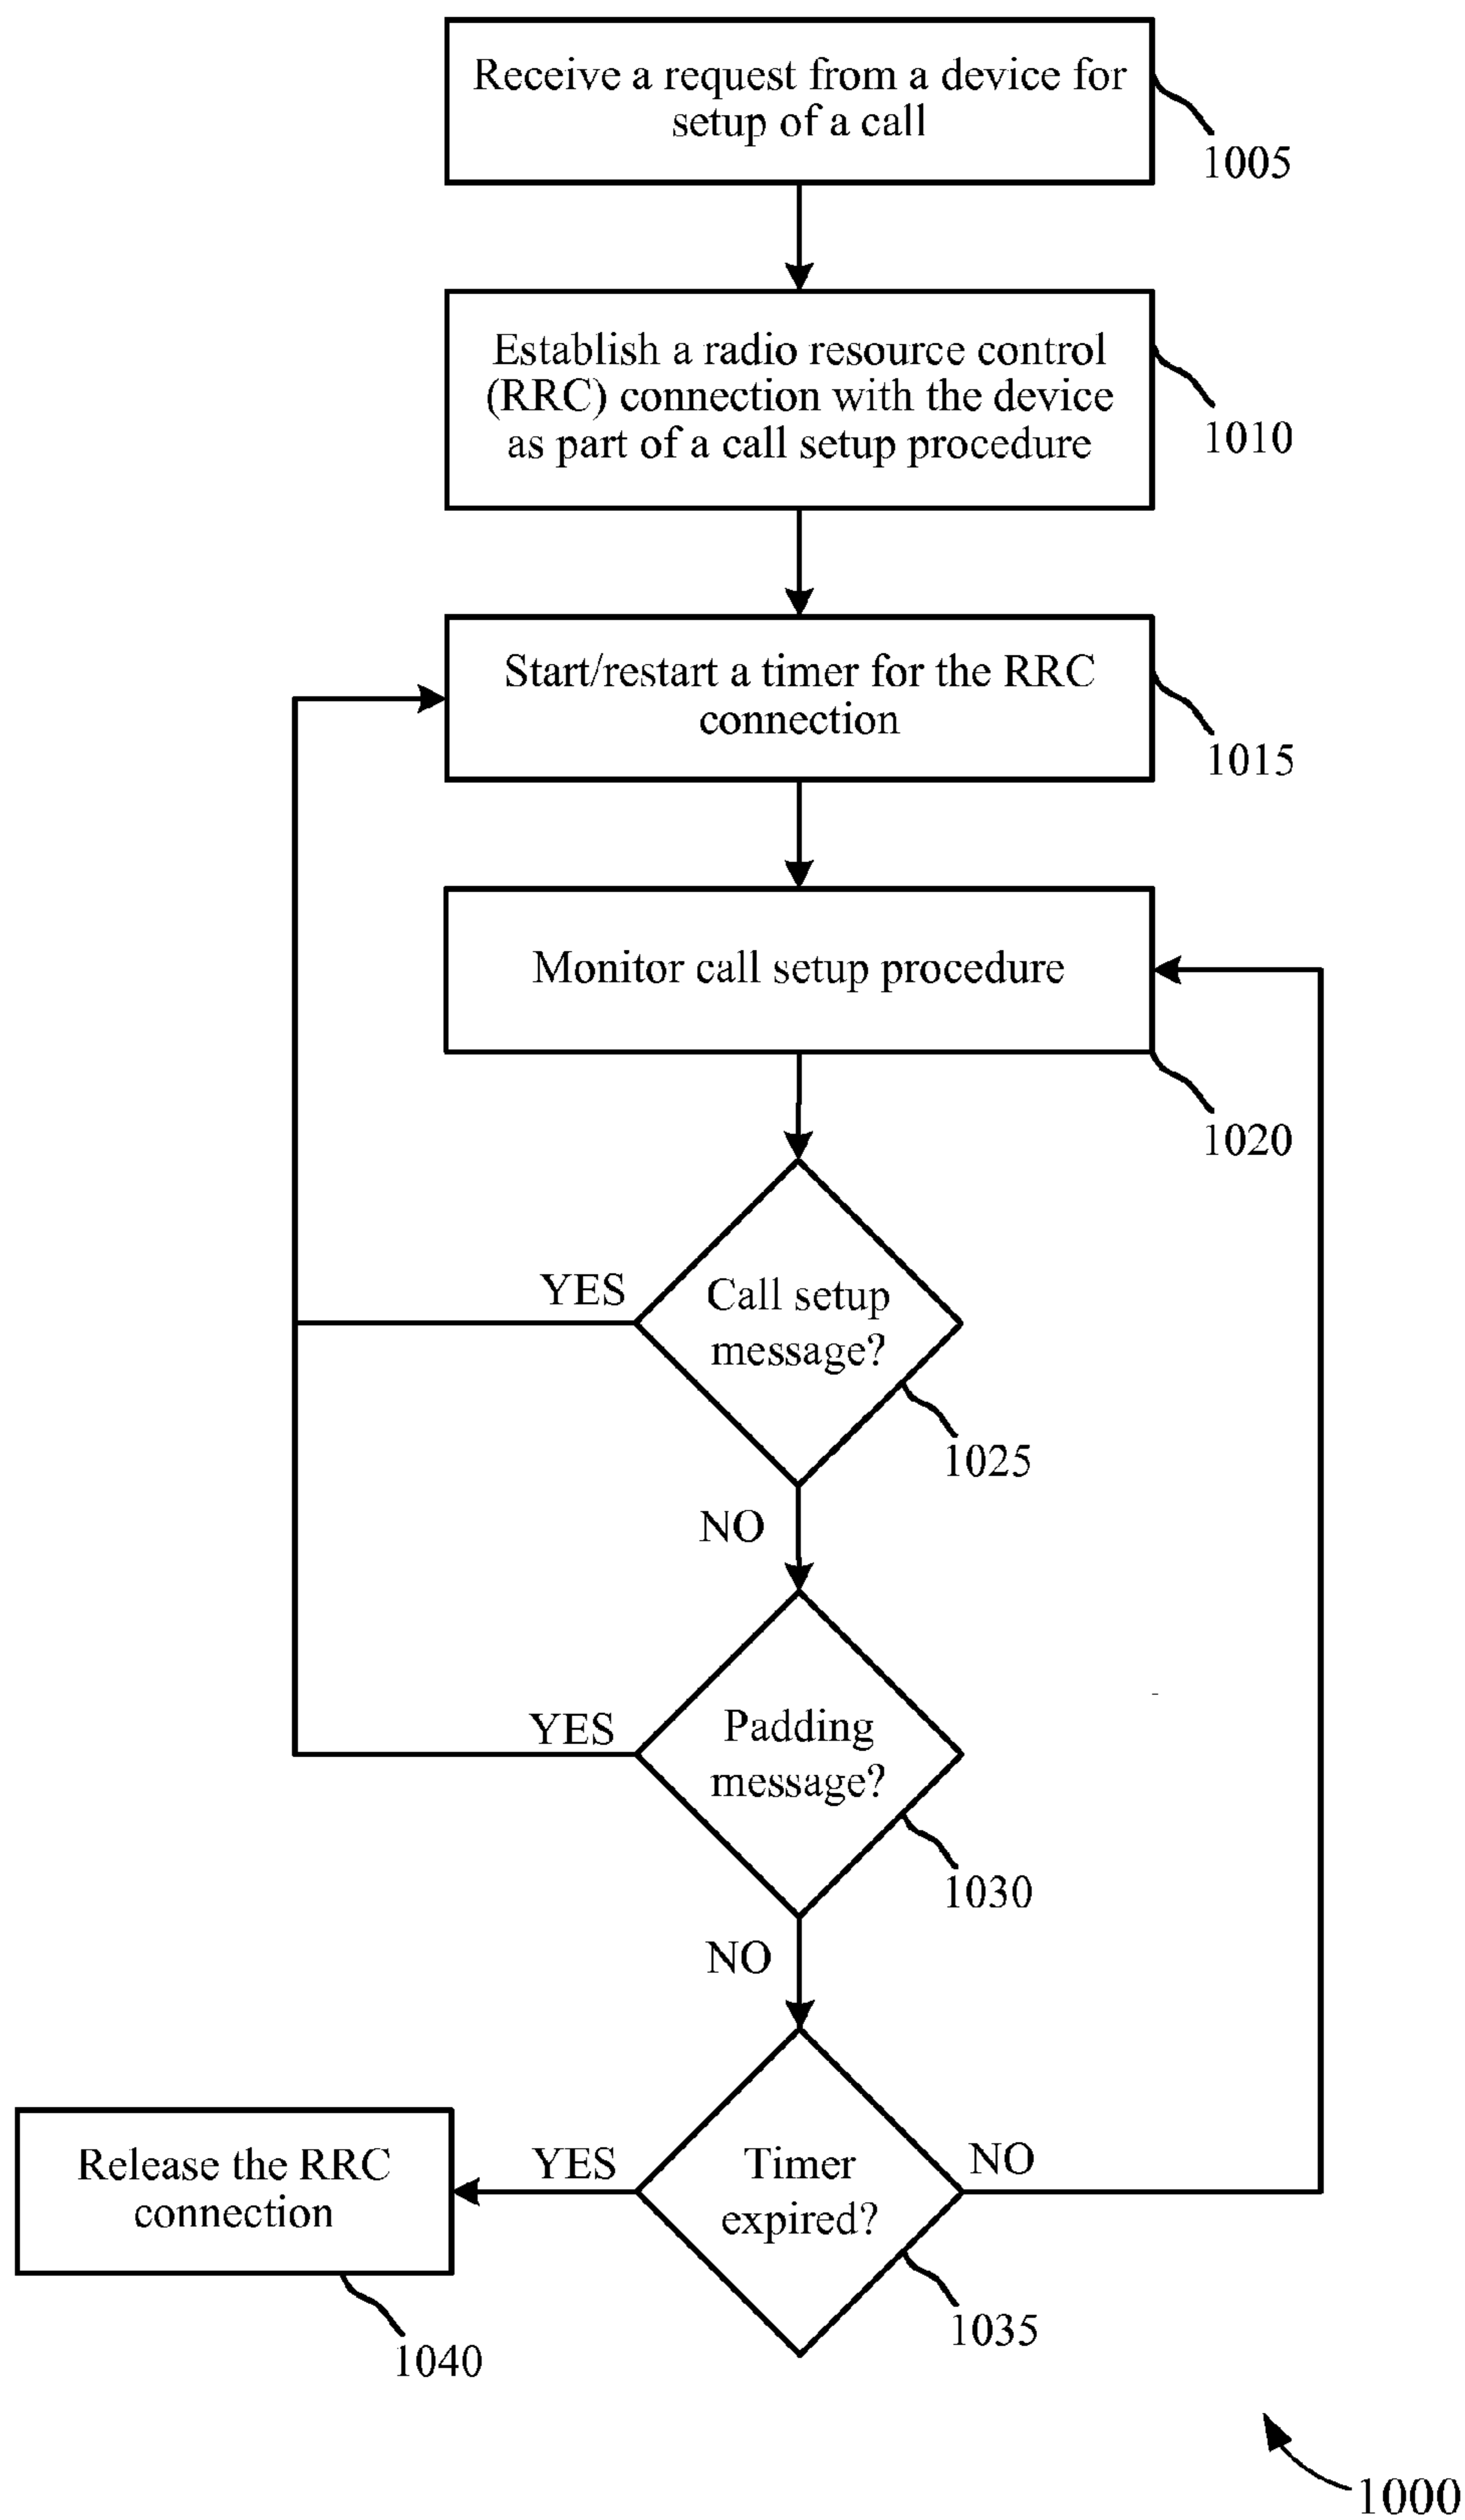 Receive a request from a device for
setup of a call
1005
Establish a radio resource control
(RRC) connection with the device
as part of a call setup procedure
1010
Start/restart a timer for the RRC
connection
1015
Monitor call setup procedure
1020
YES
Call setup
message?
1025
NO
YES
Padding
message?
1030
NO
Release the RRC
connection
1040
YES
Timer
expired?
NO
1035
1000